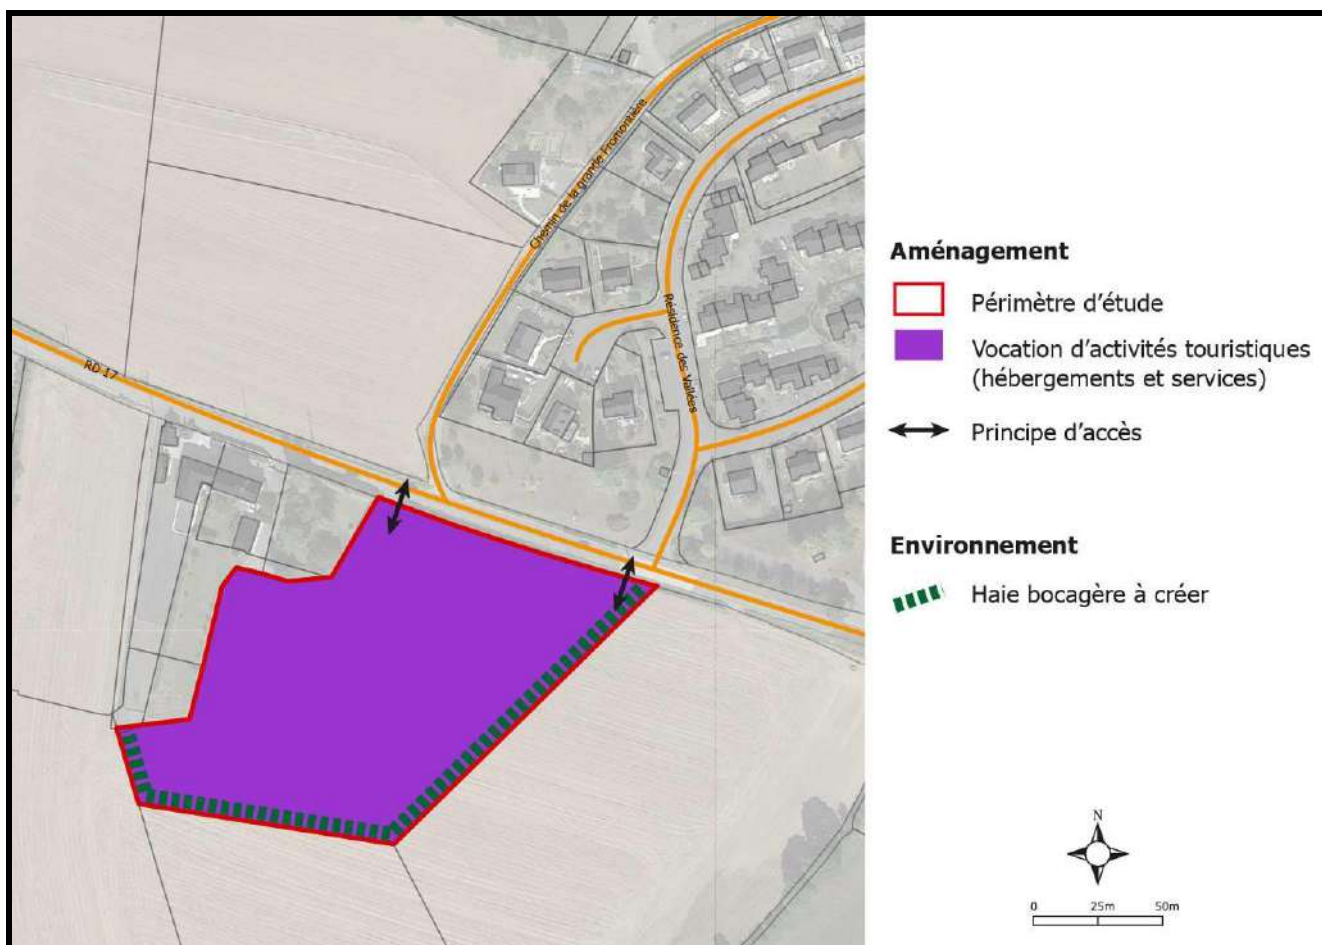 Chemin de la grande Fromontière
Résidence des Vallées
RD 17
Aménagement
Périmètre d'étude
Vocation d'activités touristiques
(hébergements et services)
Principe d'accès
Environnement
Haie bocagère à créer
N
0 25m 50m